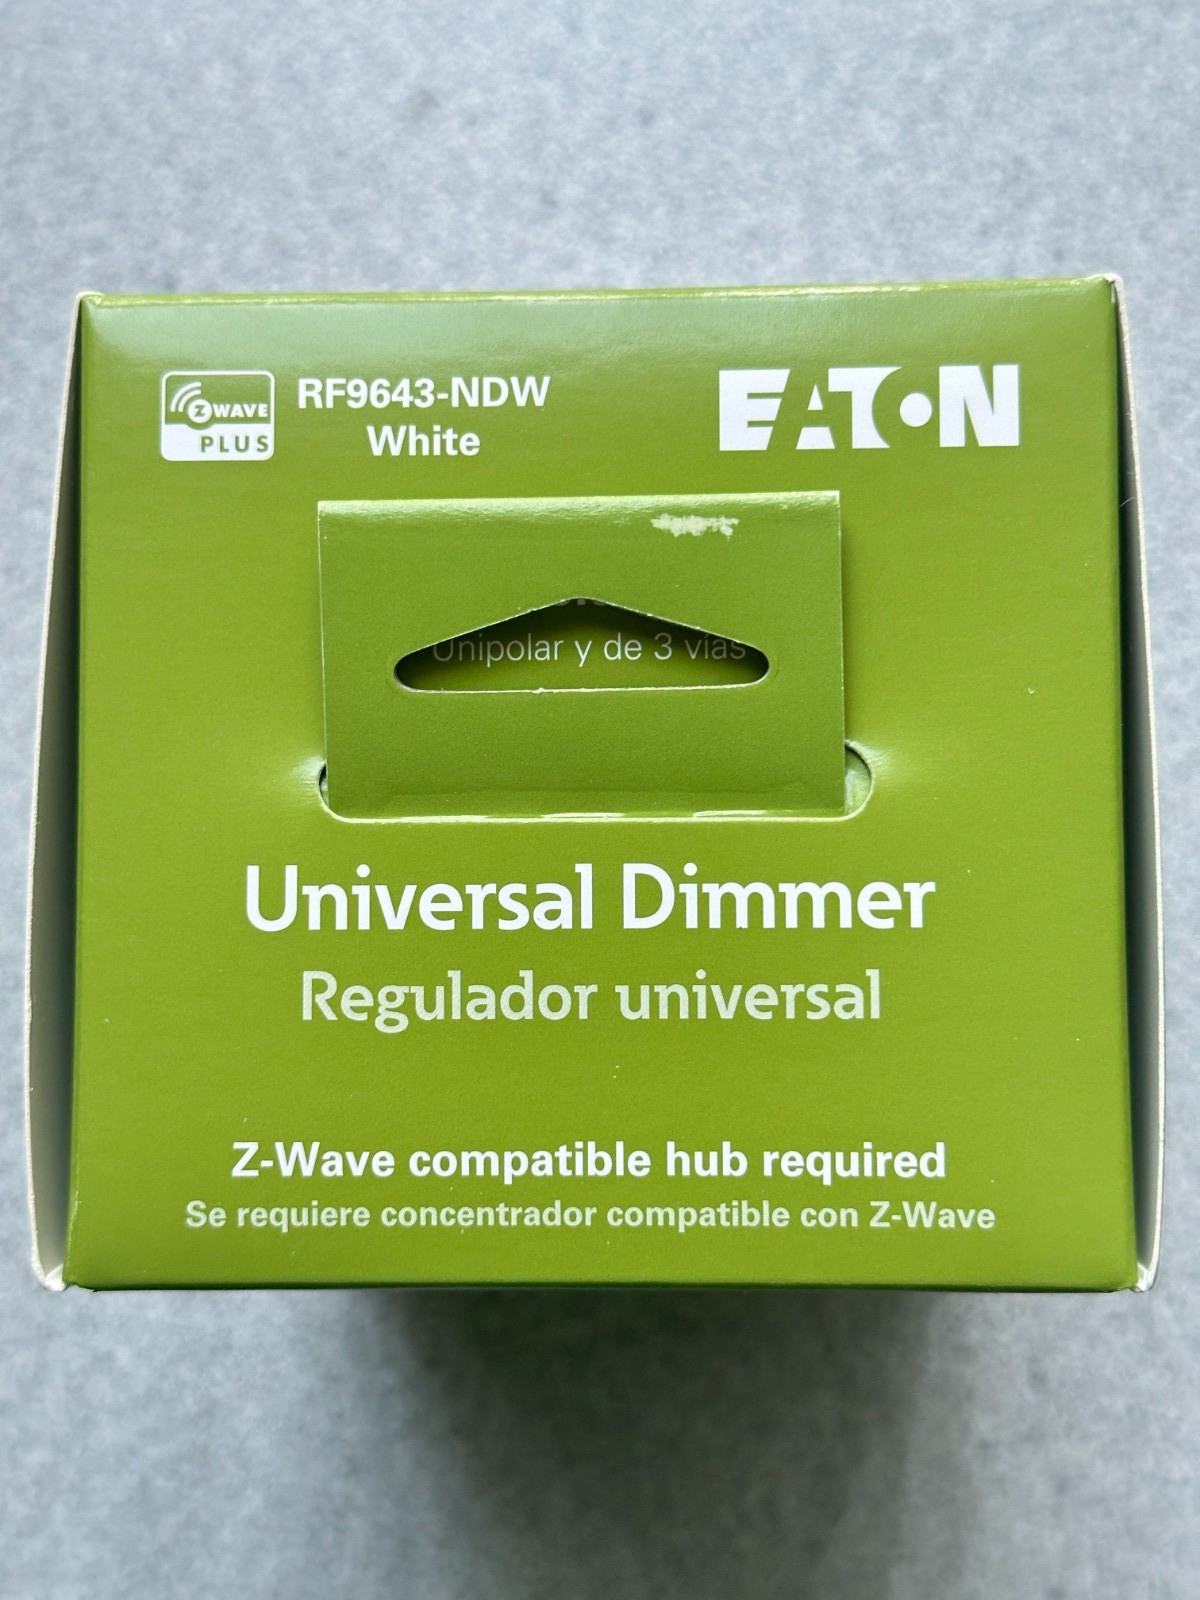 Z WAVE
PLUS
RF9643-NDW
White
EATON
Unipolar y de 3 vías
Universal Dimmer
Regulador universal
Z-Wave compatible hub required
Se requiere concentrador compatible con Z-Wave